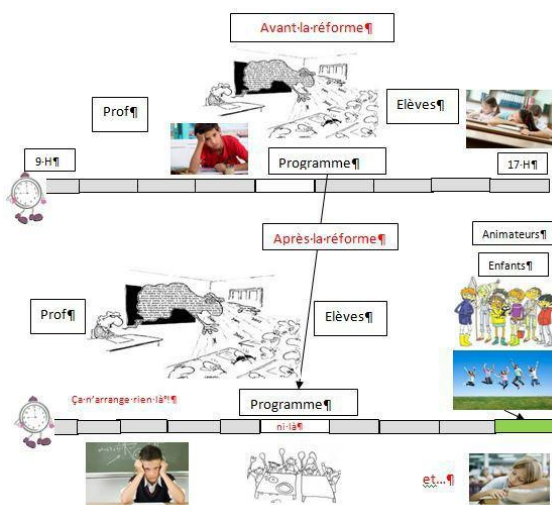 Avant·la·réforme¶
Prof¶
Elèves¶
9·H¶
Programme¶
17·H¶
Après·la·réforme¶
Animateurs¶
Enfants¶
Prof¶
Elèves¶
Ça·n'arrange·rien·là°!¶
Programme¶
ni·là¶
et...¶